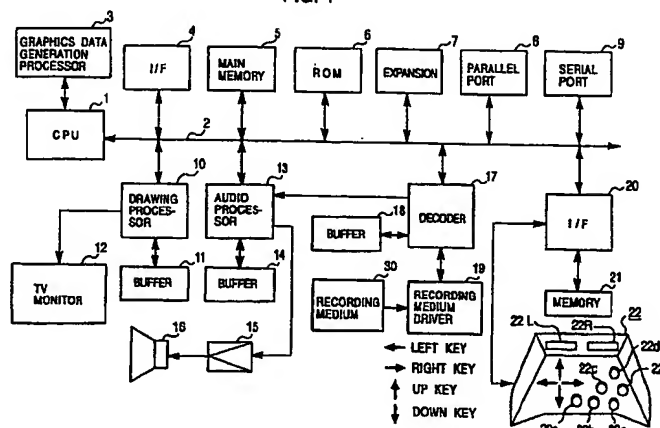 3
GRAPHICS DATA
GENERATION
PROCESSOR
4
I/F
5
MAIN
MEMORY
6
ROM
7
EXPANSION
8
PARALLEL
PORT
9
SERIAL
PORT
1
CPU
2
10
DRAWING
PROCES-
SOR
13
AUDIO
PROCES-
SOR
17
DECODER
20
I/F
12
TV
MONITOR
11
BUFFER
14
BUFFER
18
BUFFER
30
RECORDING
MEDIUM
19
RECORDING
MEDIUM
DRIVER
21
MEMORY
16
15
LEFT KEY
RIGHT KEY
UP KEY
DOWN KEY
22L
22R
22
22d
22c